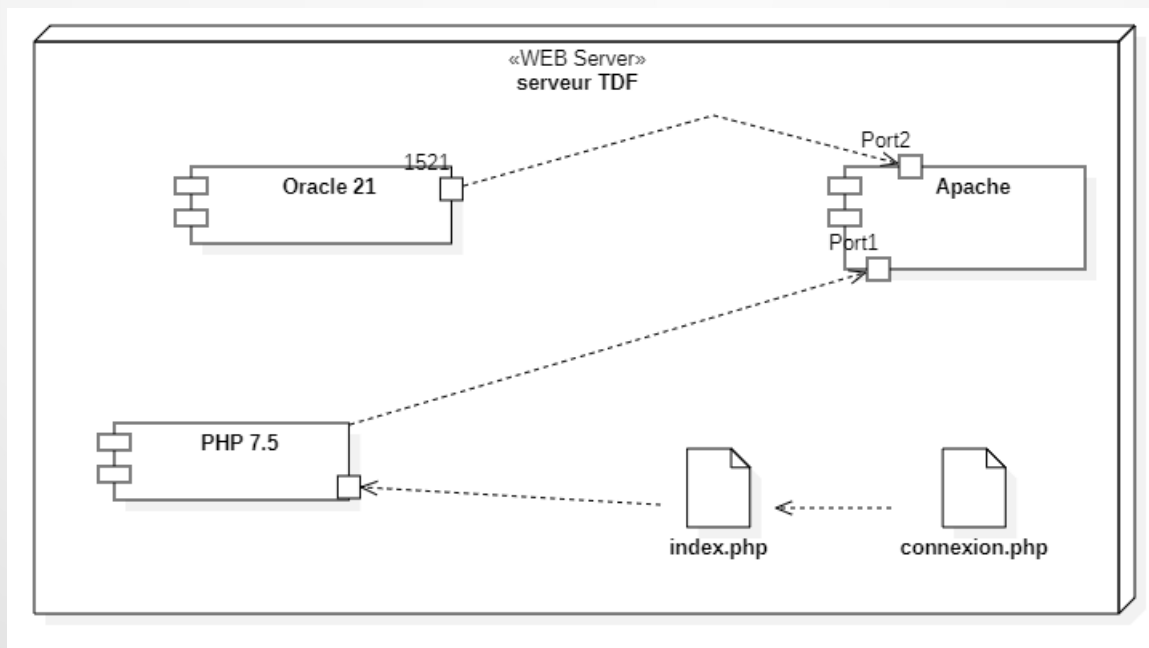 «WEB Server»
serveur TDF
Port2
1521
Oracle 21
Apache
Port1
PHP 7.5
index.php
connexion.php